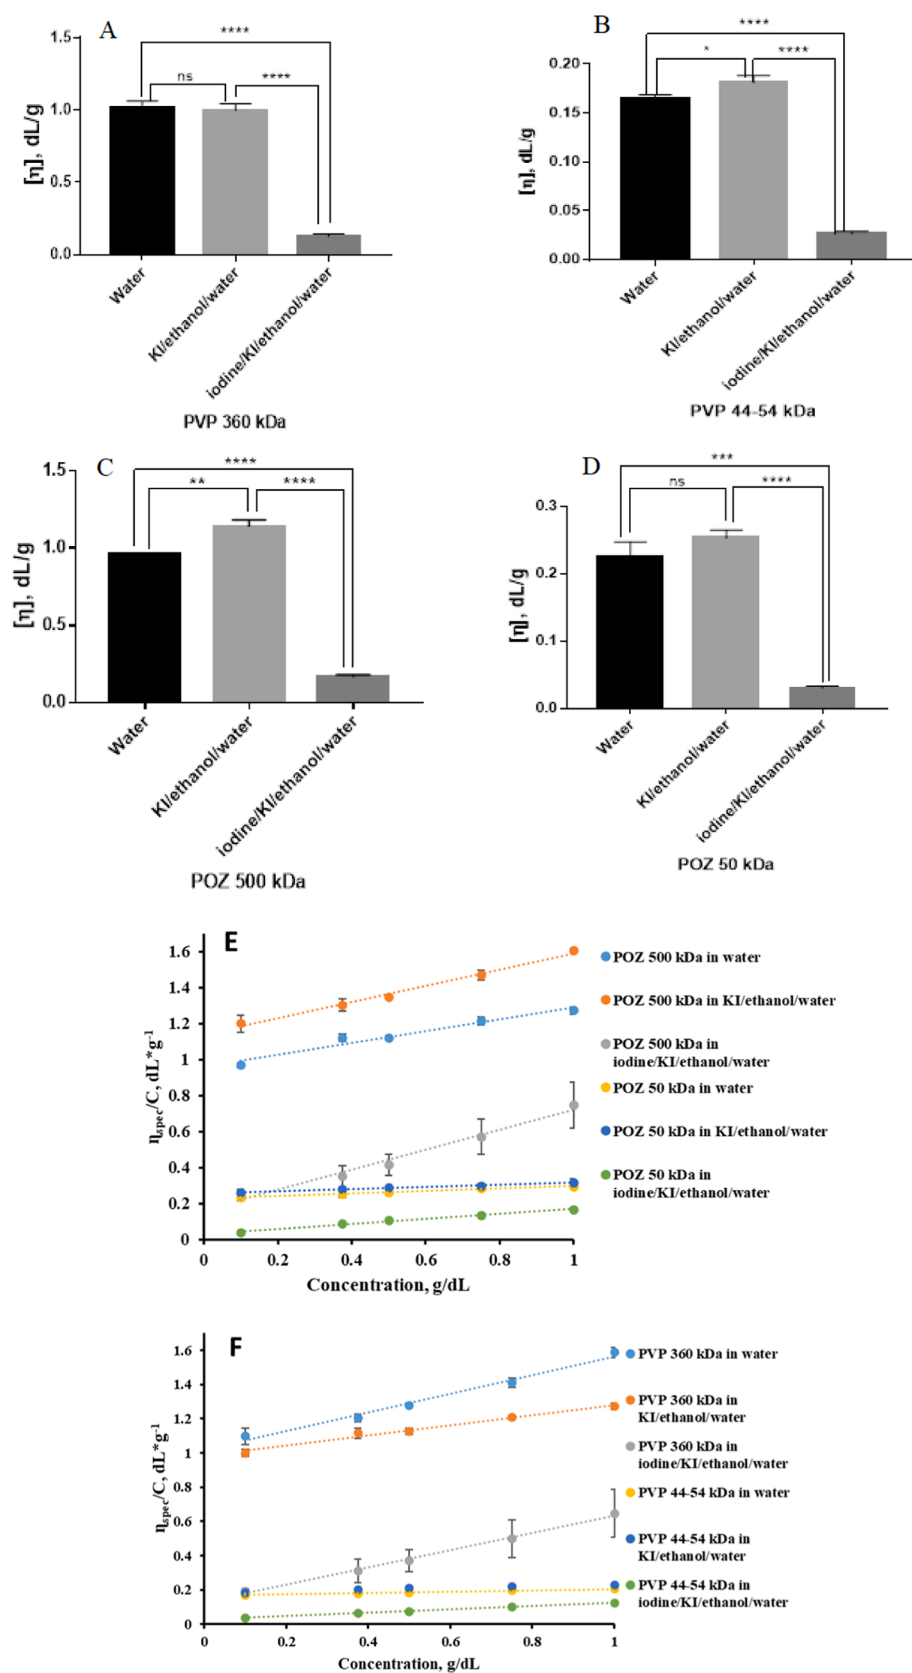 A
1.5
1.0
0.5
0.0
[η], dL/g
****
ns
****
Water
KI/ethanol/water
iodine/KI/ethanol/water
PVP 360 kDa
B
0.20
0.15
0.10
0.05
0.00
[η], dL/g
****
*
****
Water
KI/ethanol/water
iodine/KI/ethanol/water
PVP 44-54 kDa
C
1.5
1.0
0.5
0.0
[η], dL/g
****
**
****
Water
KI/ethanol/water
iodine/KI/ethanol/water
POZ 500 kDa
D
0.3
0.2
0.1
0.0
[η], dL/g
***
ns
****
Water
KI/ethanol/water
iodine/KI/ethanol/water
POZ 50 kDa
E
1.6
1.4
1.2
1
0.8
0.6
0.4
0.2
0
ηspec/C, dL*g-1
0 0.2 0.4 0.6 0.8 1
Concentration, g/dL
POZ 500 kDa in water
POZ 500 kDa in KI/ethanol/water
POZ 500 kDa in
iodine/KI/ethanol/water
POZ 50 kDa in water
POZ 50 kDa in KI/ethanol/water
POZ 50 kDa in
iodine/KI/ethanol/water
F
1.6
1.4
1.2
1
0.8
0.6
0.4
0.2
0
ηspec/C, dL*g-1
0 0.2 0.4 0.6 0.8 1
Concentration, g/dL
PVP 360 kDa in water
PVP 360 kDa in
KI/ethanol/water
PVP 360 kDa in
iodine/KI/ethanol/water
PVP 44-54 kDa in water
PVP 44-54 kDa in
KI/ethanol/water
PVP 44-54 kDa in
iodine/KI/ethanol/water